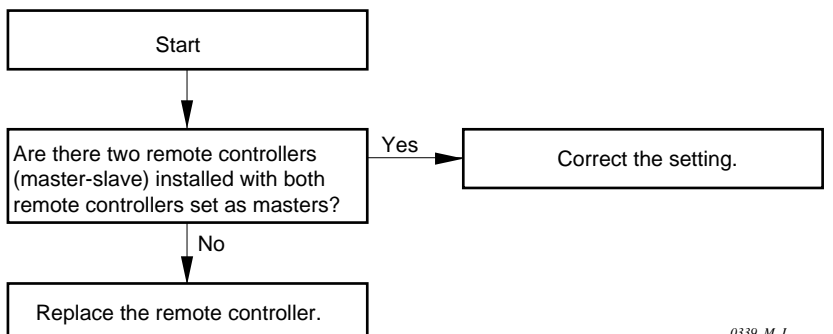 Start
Are there two remote controllers
(master-slave) installed with both
remote controllers set as masters?
Yes
Correct the setting.
No
Replace the remote controller.
0339_M_I